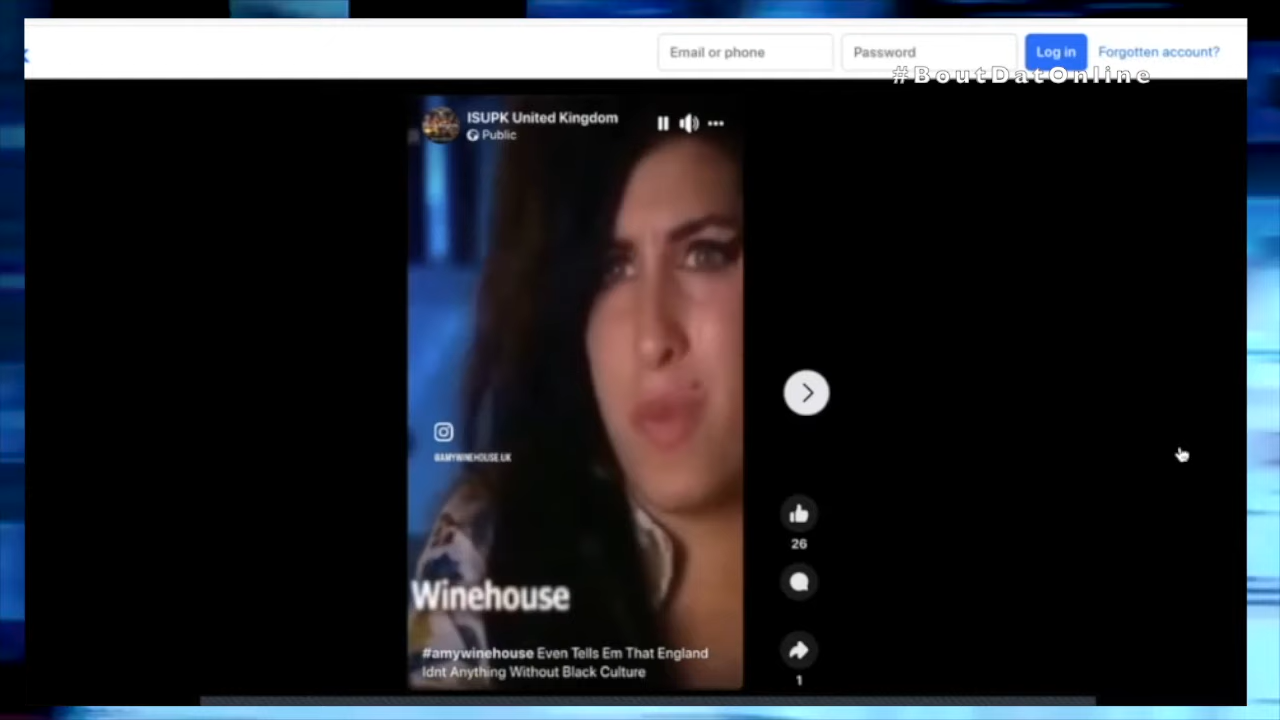 Email or phone
Password
Log in
Forgotten account?
#BoutDatOnline
ISUPK United Kingdom
Public
@AMYWINEHOUSE.UK
Winehouse
26
#amywinehouse Even Tells Em That England
Idnt Anything Without Black Culture
1